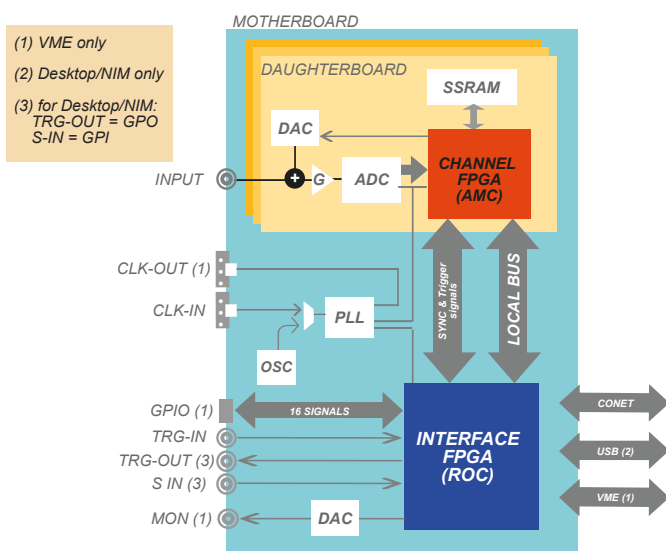 MOTHERBOARD
(1) VME only
(2) Desktop/NIM only
(3) for Desktop/NIM:
TRG-OUT = GPO
S-IN = GPI
DAUGHTERBOARD
SSRAM
DAC
INPUT
+
G
ADC
CHANNEL
FPGA
(AMC)
CLK-OUT (1)
CLK-IN
PLL
OSC
SYNC & Trigger
signals
LOCAL BUS
GPIO (1)
16 SIGNALS
TRG-IN
TRG-OUT (3)
S IN (3)
MON (1)
DAC
INTERFACE
FPGA
(ROC)
CONET
USB (2)
VME (1)